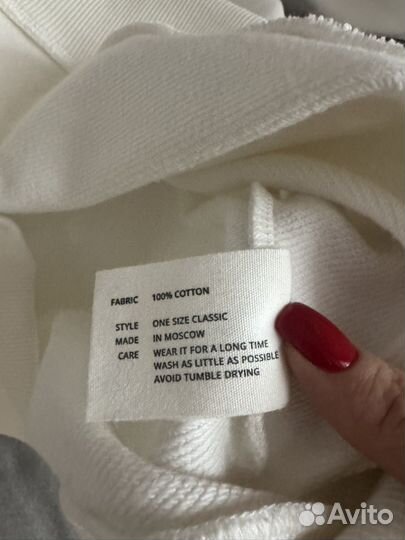 FABRIC 100% COTTON
STYLE ONE SIZE CLASSIC
MADE IN MOSCOW
CARE WEAR IT FOR A LONG TIME
WASH AS LITTLE AS POSSIBLE
AVOID TUMBLE DRYING
Avito